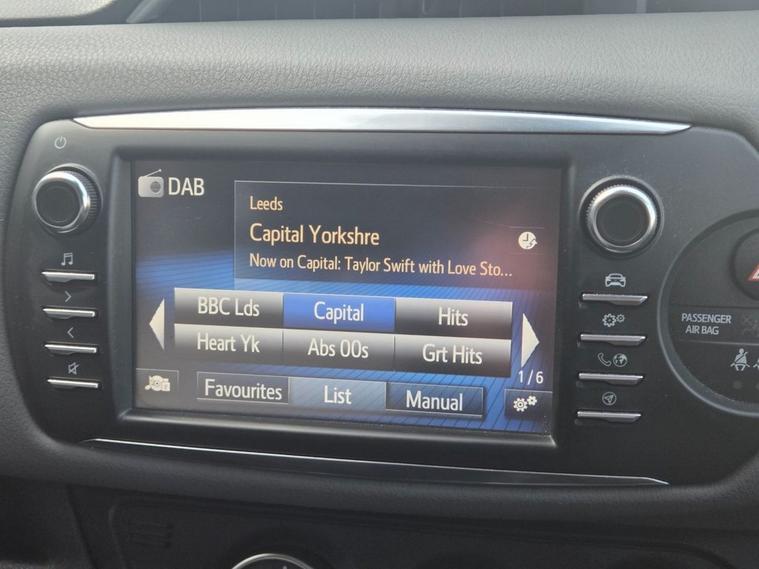 DAB
Leeds
Capital Yorkshre
Now on Capital: Taylor Swift with Love Sto...
BBC Lds
Capital
Hits
Heart Yk
Abs 00s
Grt Hits
1/6
Favourites
List
Manual
PASSENGER
AIR BAG